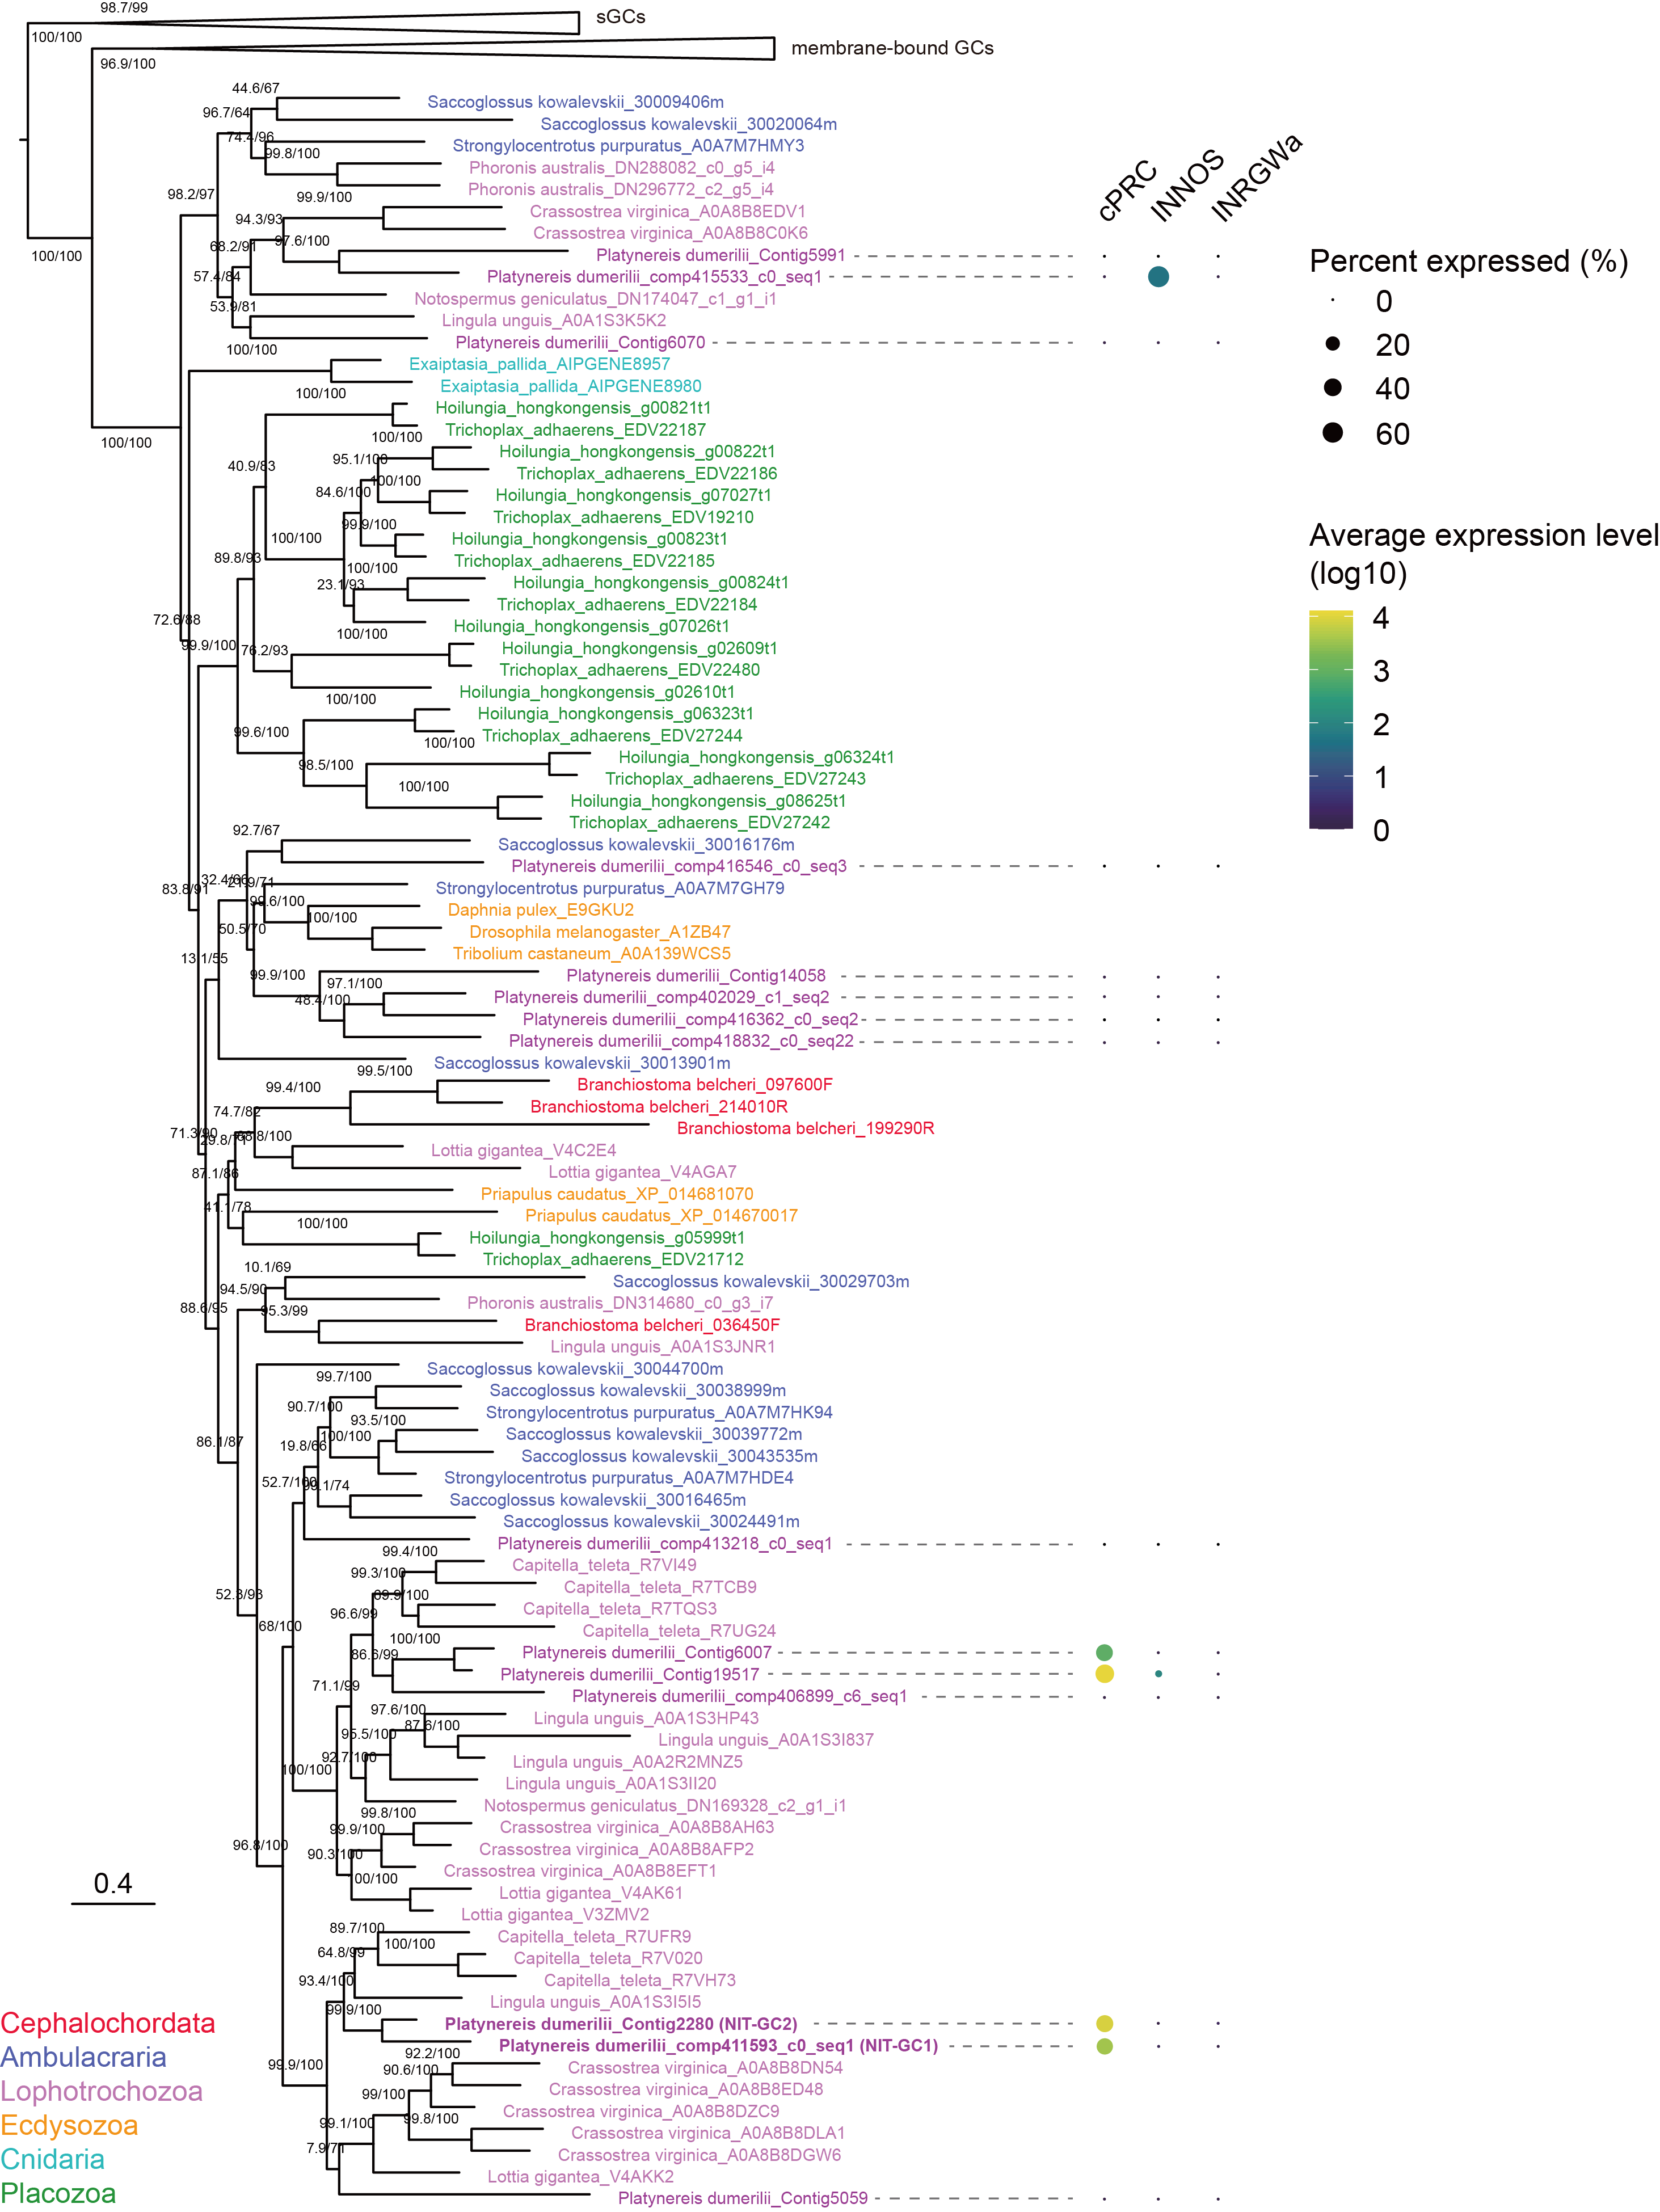 98.7/99
sGCs
100/100
membrane-bound GCs
96.9/100
44.6/67
Saccoglossus kowalevskii_30009406m
96.7/64
Saccoglossus kowalevskii_30020064m
74.4/96
Strongylocentrotus purpuratus_A0A7M7HMY3
99.8/100
Phoronis australis_DN288082_c0_g5_i4
Phoronis australis_DN296772_c2_g5_i4
98.2/97
99.9/100
Crassostrea virginica_A0A8B8EDV1
94.3/93
Crassostrea virginica_A0A8B8C0K6
cPRC
INNOS
INRGWa
68.2/91
97.6/100
100/100
Platynereis dumerilii_Contig5991
57.4/84
Platynereis dumerilii_comp415533_c0_seq1
Notospermus geniculatus_DN174047_c1_g1_i1
53.9/81
Lingula unguis_A0A1S3K5K2
Platynereis dumerilii_Contig6070
100/100
Percent expressed (%)
0
20
40
60
Exaiptasia_pallida_AIPGENE8957
Exaiptasia_pallida_AIPGENE8980
100/100
Hoilungia_hongkongensis_g00821t1
Trichoplax_adhaerens_EDV22187
100/100
100/100
Hoilungia_hongkongensis_g00822t1
95.1/100
40.9/83
Trichoplax_adhaerens_EDV22186
100/100
84.6/100
Hoilungia_hongkongensis_g07027t1
Trichoplax_adhaerens_EDV19210
99.9/100
100/100
Hoilungia_hongkongensis_g00823t1
89.8/93
Trichoplax_adhaerens_EDV22185
100/100
23.1/93
Hoilungia_hongkongensis_g00824t1
Trichoplax_adhaerens_EDV22184
72.6/88
Hoilungia_hongkongensis_g07026t1
100/100
99.9/100
76.2/93
Hoilungia_hongkongensis_g02609t1
Trichoplax_adhaerens_EDV22480
Hoilungia_hongkongensis_g02610t1
100/100
Hoilungia_hongkongensis_g06323t1
99.6/100
Trichoplax_adhaerens_EDV27244
100/100
Hoilungia_hongkongensis_g06324t1
98.5/100
Trichoplax_adhaerens_EDV27243
100/100
Hoilungia_hongkongensis_g08625t1
Trichoplax_adhaerens_EDV27242
Average expression level
(log10)
4
3
2
1
0
92.7/67
Saccoglossus kowalevskii_30016176m
Platynereis dumerilii_comp416546_c0_seq3
21.9/71
83.8/91
Strongylocentrotus purpuratus_A0A7M7GH79
99.6/100
Daphnia pulex_E9GKU2
100/100
50.5/70
Drosophila melanogaster_A1ZB47
Tribolium castaneum_A0A139WCS5
13.1/55
99.9/100
Platynereis dumerilii_Contig14058
97.1/100
48.4/100
Platynereis dumerilii_comp402029_c1_seq2
Platynereis dumerilii_comp416362_c0_seq2
Platynereis dumerilii_comp418832_c0_seq22
Saccoglossus kowalevskii_30013901m
99.5/100
99.4/100
Branchiostoma belcheri_097600F
74.7/82
Branchiostoma belcheri_214010R
71.3/90
Branchiostoma belcheri_199290R
Lottia gigantea_V4C2E4
87.1/86
Lottia gigantea_V4AGA7
Priapulus caudatus_XP_014681070
41.1/78
Priapulus caudatus_XP_014670017
100/100
Hoilungia_hongkongensis_g05999t1
Trichoplax_adhaerens_EDV21712
10.1/69
Saccoglossus kowalevskii_30029703m
94.5/90
Phoronis australis_DN314680_c0_g3_i7
88.6/95
95.3/99
Branchiostoma belcheri_036450F
Lingula unguis_A0A1S3JNR1
Saccoglossus kowalevskii_30044700m
99.7/100
Saccoglossus kowalevskii_30038999m
90.7/100
Strongylocentrotus purpuratus_A0A7M7HK94
93.5/100
Saccoglossus kowalevskii_30039772m
86.1/87
19.8/66
100/100
Saccoglossus kowalevskii_30043535m
52.7/100
Strongylocentrotus purpuratus_A0A7M7HDE4
Saccoglossus kowalevskii_30016465m
Saccoglossus kowalevskii_30024491m
Platynereis dumerilii_comp413218_c0_seq1
99.4/100
Capitella_teleta_R7VI49
99.3/100
Capitella_teleta_R7TCB9
52.3/93
Capitella_teleta_R7TQS3
96.6/99
68/100
Capitella_teleta_R7UG24
100/100
86.6/99
Platynereis dumerilii_Contig6007
Platynereis dumerilii_Contig19517
71.1/99
Platynereis dumerilii_comp406899_c6_seq1
97.6/100
Lingula unguis_A0A1S3HP43
95.5/100
87.6/100
Lingula unguis_A0A1S3I837
92.7/100
Lingula unguis_A0A2R2MNZ5
100/100
Lingula unguis_A0A1S3II20
Notospermus geniculatus_DN169328_c2_g1_i1
99.8/100
99.9/100
Crassostrea virginica_A0A8B8AH63
96.8/100
90.3/100
Crassostrea virginica_A0A8B8AFP2
Crassostrea virginica_A0A8B8EFT1
0.4
Lottia gigantea_V4AK61
Lottia gigantea_V3ZMV2
89.7/100
Capitella_teleta_R7UFR9
64.8/99
100/100
Capitella_teleta_R7V020
93.4/100
Capitella_teleta_R7VH73
Lingula unguis_A0A1S3I5I5
99.9/100
Platynereis dumerilii_Contig2280 (NIT-GC2)
Platynereis dumerilii_comp411593_c0_seq1 (NIT-GC1)
99.9/100
92.2/100
90.6/100
Crassostrea virginica_A0A8B8DN54
99/100
Crassostrea virginica_A0A8B8ED48
Crassostrea virginica_A0A8B8DZC9
99.1/100
99.8/100
Crassostrea virginica_A0A8B8DLA1
7.9/71
Crassostrea virginica_A0A8B8DGW6
Lottia gigantea_V4AKK2
Platynereis dumerilii_Contig5059
Cephalochordata
Ambulacraria
Lophotrochozoa
Ecdysozoa
Cnidaria
Placozoa